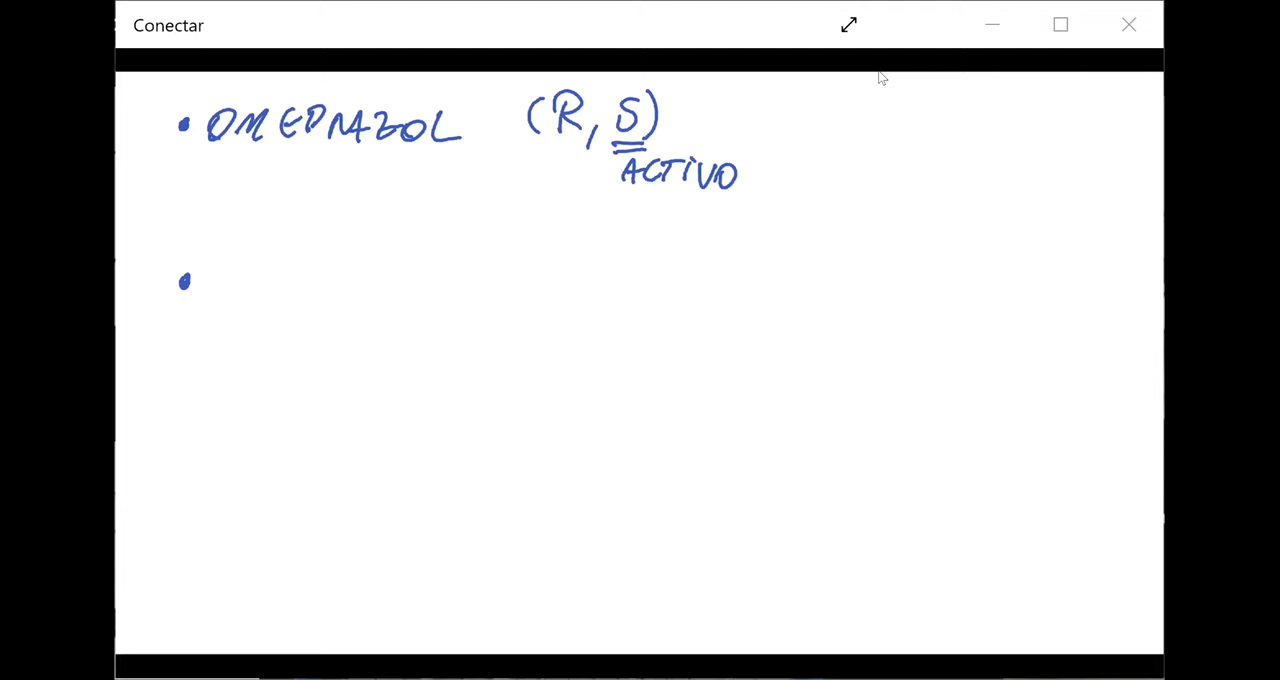 Conectar
• OMEPRAZOL (R, S)
ACTIVO
•